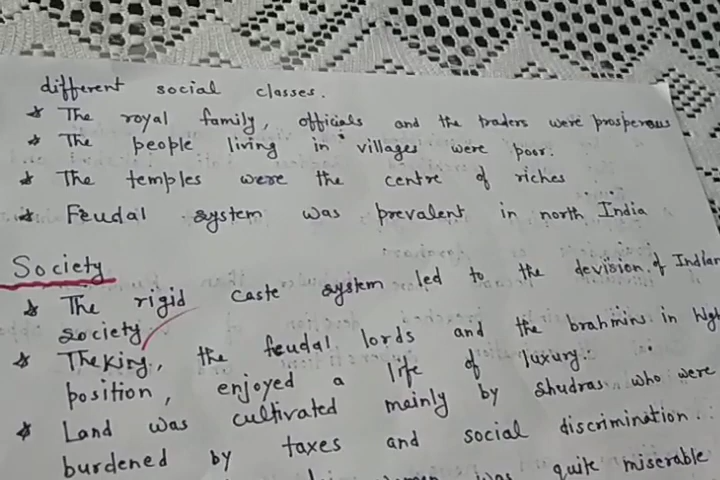 different social classes.
* The royal family, officials and the traders were prosperous
* The people living in villages were poor.
* The temples were the centre of riches
* Feudal system was prevalent in north India
Society
* The rigid caste system led to the devision of Indian
society
* The king, the feudal lords and the brahmins in high
position, enjoyed a life of luxury.
* Land was cultivated mainly by shudras who were
burdened by taxes and social discrimination.
was quite miserable